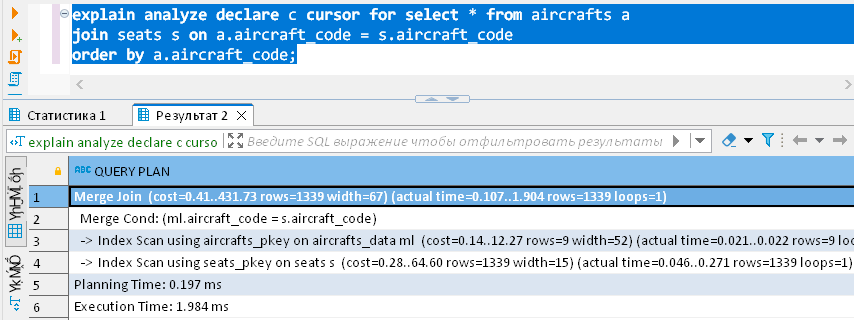 explain analyze declare c cursor for select * from aircrafts a
join seats s on a.aircraft_code = s.aircraft_code
order by a.aircraft_code;
Статистика 1
Результат 2
explain analyze declare c curso
Введите SQL выражение чтобы отфильтровать результаты
ABC QUERY PLAN
1 Merge Join (cost=0.41..431.73 rows=1339 width=67) (actual time=0.107..1.904 rows=1339 loops=1)
2 Merge Cond: (ml.aircraft_code = s.aircraft_code)
3 -> Index Scan using aircrafts_pkey on aircrafts_data ml (cost=0.14..12.27 rows=9 width=52) (actual time=0.021..0.022 rows=9 loo
4 -> Index Scan using seats_pkey on seats s (cost=0.28..64.60 rows=1339 width=15) (actual time=0.046..0.271 rows=1339 loops=1)
5 Planning Time: 0.197 ms
6 Execution Time: 1.984 ms